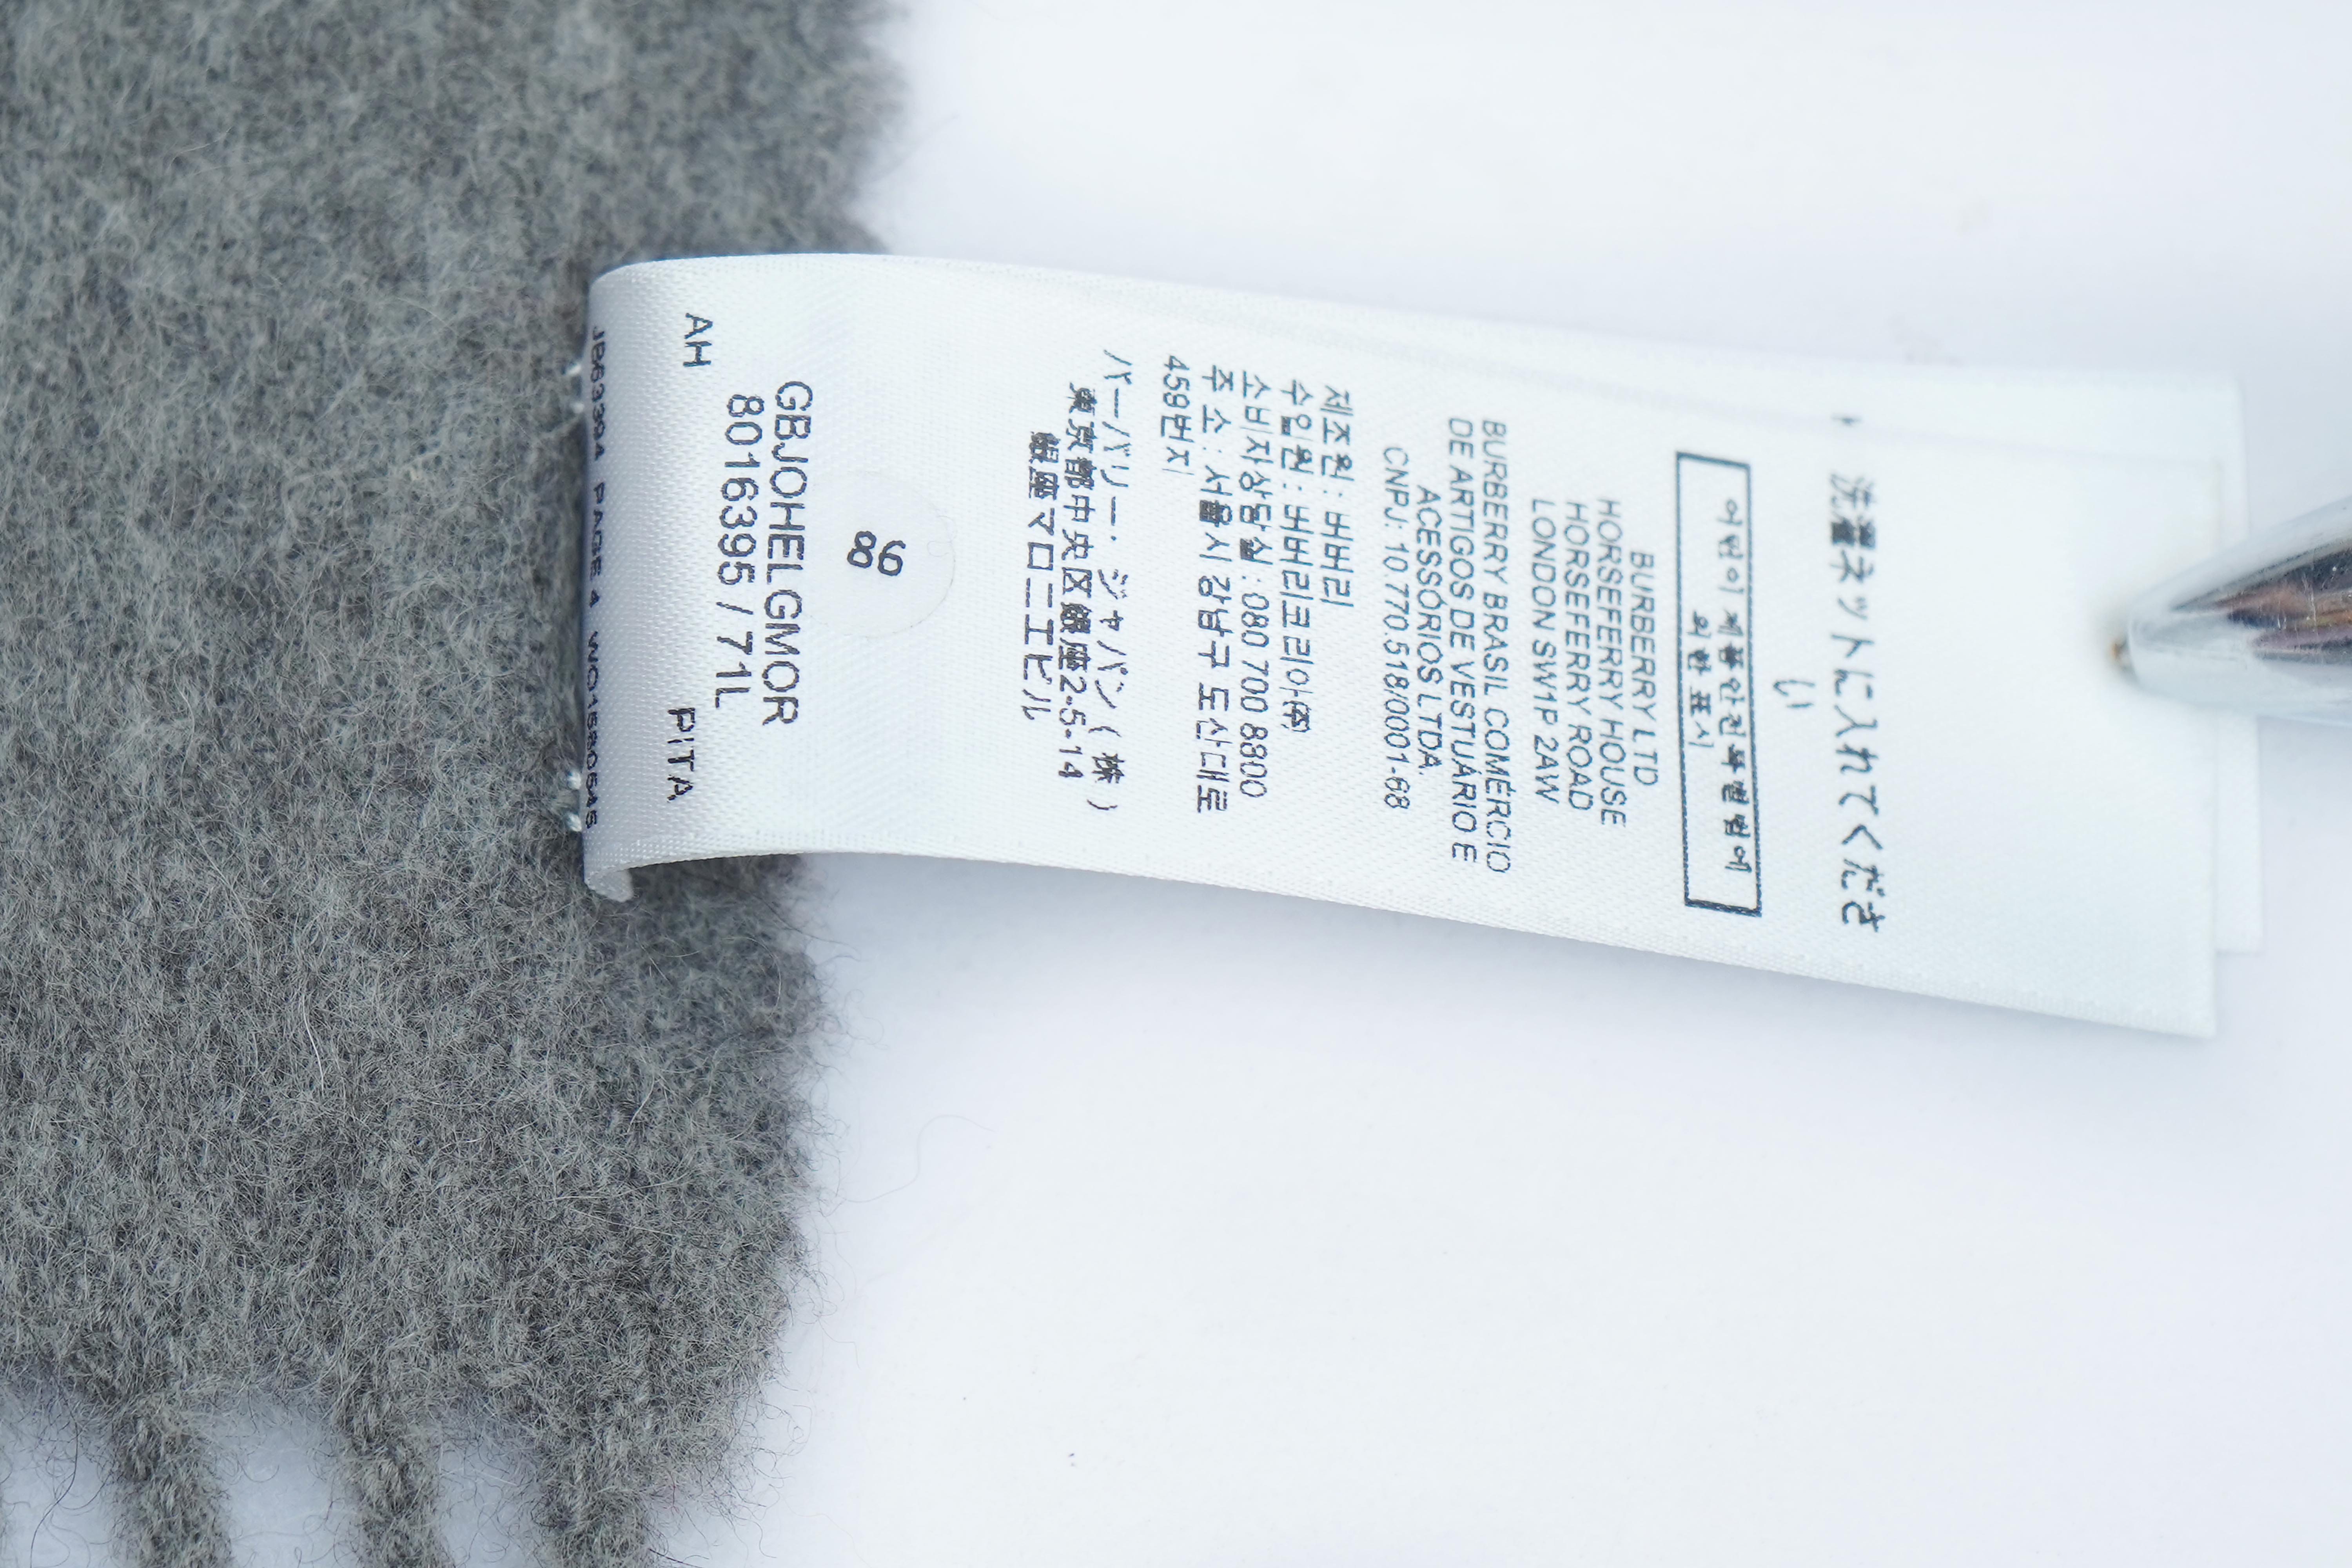 洗濯ネットに入れてくださ
い
어린이제품안전특별법에
의한 표시
BURBERRY LTD
HORSEFERRY HOUSE
HORSEFERRY ROAD
LONDON SW1P 2AW
BURBERRY BRASIL COMÉRCIO
DE ARTIGOS DE VESTUÁRIO E
ACESSÓRIOS LTDA.
CNPJ: 10.770.518/0001-68
제조원 : 버버리
수입원 : 버버리코리아㈜
소비자상담실 : 080 700 8800
주 소 : 서울시 강남구 도산대로
459번지
バーバリー・ジャパン(株)
東京都中央区銀座2-5-14
銀座マロニエビル
86
GBJOHELGMOR
8016395 / 71L
AH PITA
JB63394 PAGE 4 WO1580645